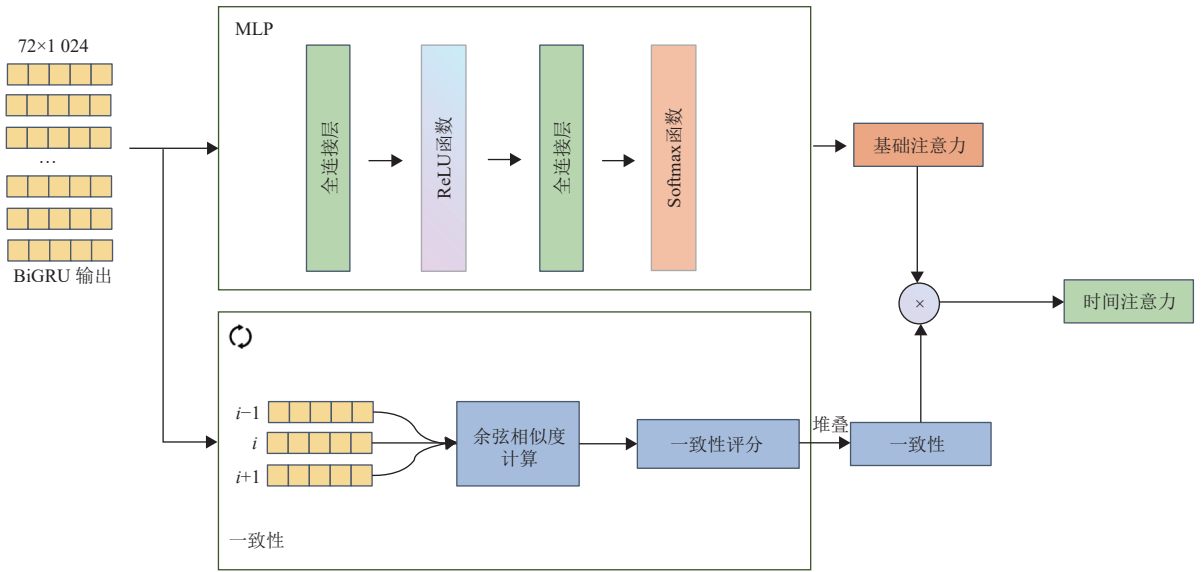 72×1 024
…
BiGRU 输出
MLP
全连接层
ReLU函数
全连接层
Softmax函数
基础注意力
×
时间注意力
i−1
i
i+1
余弦相似度
计算
一致性评分
堆叠
一致性
一致性